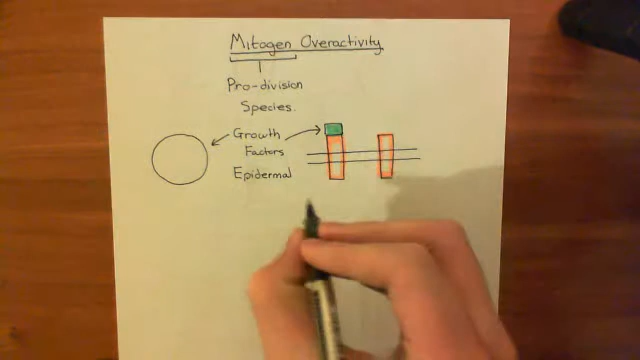 Mitogen Overactivity
Pro-division
Species.
Growth
Factors
Epidermal